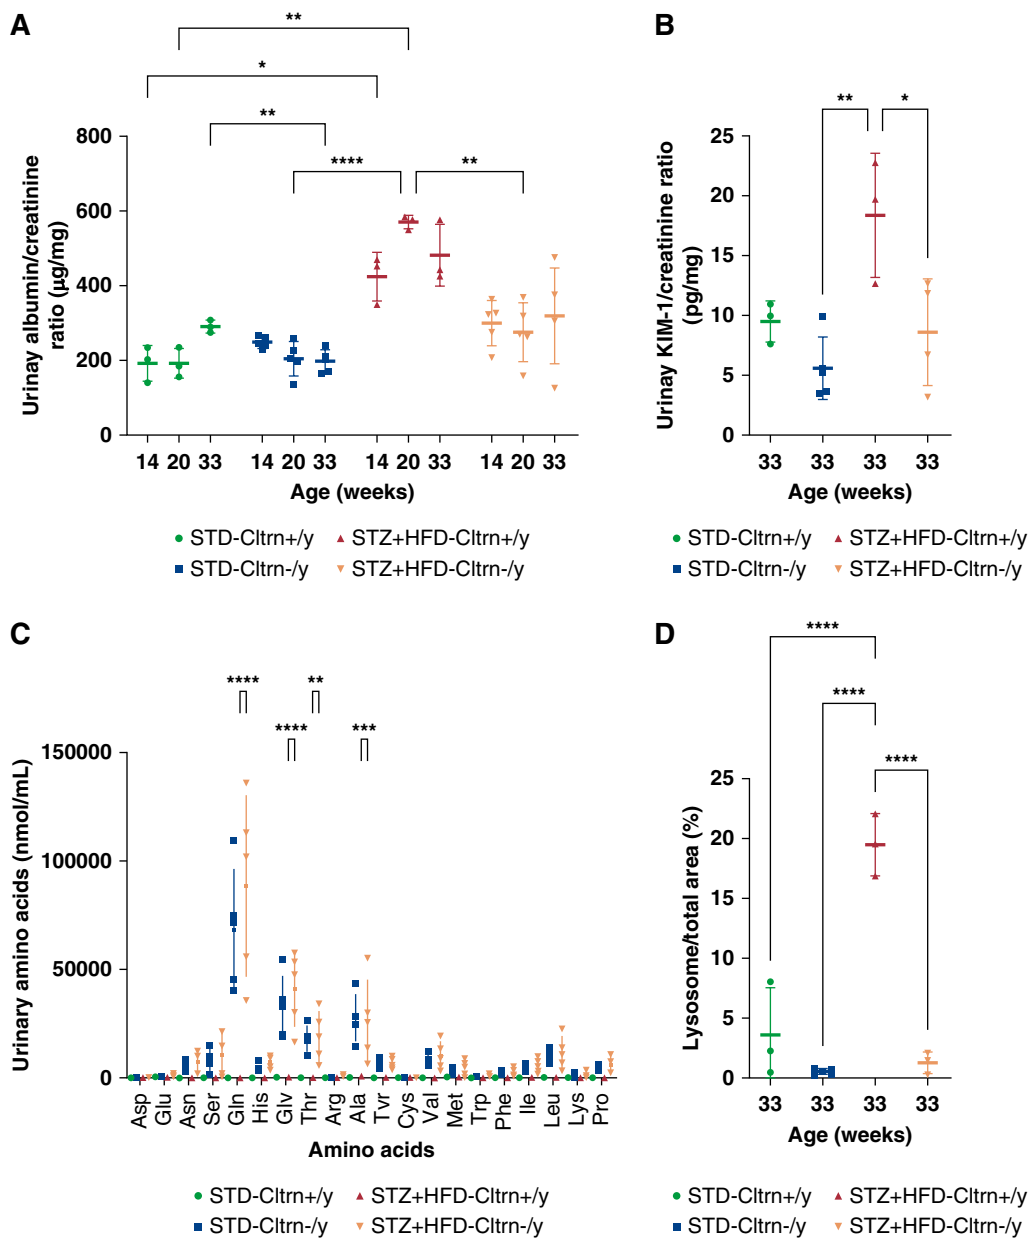 A
**
*
**
****
**
Urinay albumin/creatinine
ratio (µg/mg)
800
600
400
200
0
14 20 33 14 20 33 14 20 33 14 20 33
Age (weeks)
STD-Cltrn+/y STZ+HFD-Cltrn+/y
STD-Cltrn-/y STZ+HFD-Cltrn-/y
B
** *
Urinay KIM-1/creatinine ratio
(pg/mg)
25
20
15
10
5
0
33 33 33 33
Age (weeks)
STD-Cltrn+/y STZ+HFD-Cltrn+/y
STD-Cltrn-/y STZ+HFD-Cltrn-/y
C
**** **
**** ***
Urinary amino acids (nmol/mL)
150000
100000
50000
0
Asp Glu Asn Ser Gln His Glv Thr Arg Ala Tvr Cys Val Met Trp Phe Ile Leu Lys Pro
Amino acids
STD-Cltrn+/y STZ+HFD-Cltrn+/y
STD-Cltrn-/y STZ+HFD-Cltrn-/y
D
****
****
****
Lysosome/total area (%)
25
20
15
10
5
0
33 33 33 33
Age (weeks)
STD-Cltrn+/y STZ+HFD-Cltrn+/y
STD-Cltrn-/y STZ+HFD-Cltrn-/y